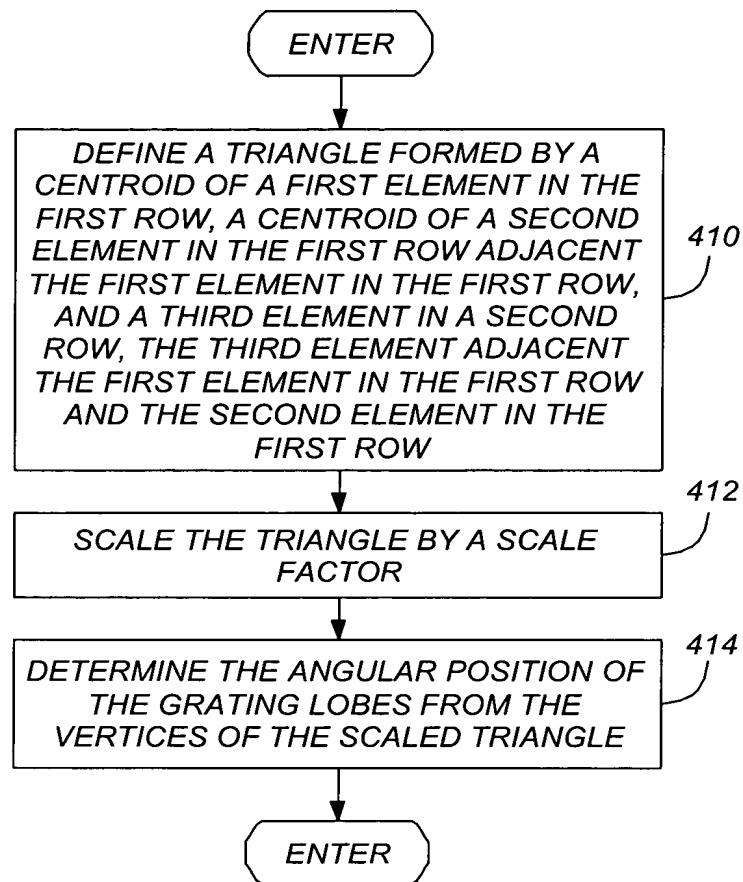 ENTER
DEFINE A TRIANGLE FORMED BY A
CENTROID OF A FIRST ELEMENT IN THE
FIRST ROW, A CENTROID OF A SECOND
ELEMENT IN THE FIRST ROW ADJACENT
THE FIRST ELEMENT IN THE FIRST ROW,
AND A THIRD ELEMENT IN A SECOND
ROW, THE THIRD ELEMENT ADJACENT
THE FIRST ELEMENT IN THE FIRST ROW
AND THE SECOND ELEMENT IN THE
FIRST ROW
410
SCALE THE TRIANGLE BY A SCALE
FACTOR
412
DETERMINE THE ANGULAR POSITION OF
THE GRATING LOBES FROM THE
VERTICES OF THE SCALED TRIANGLE
414
ENTER